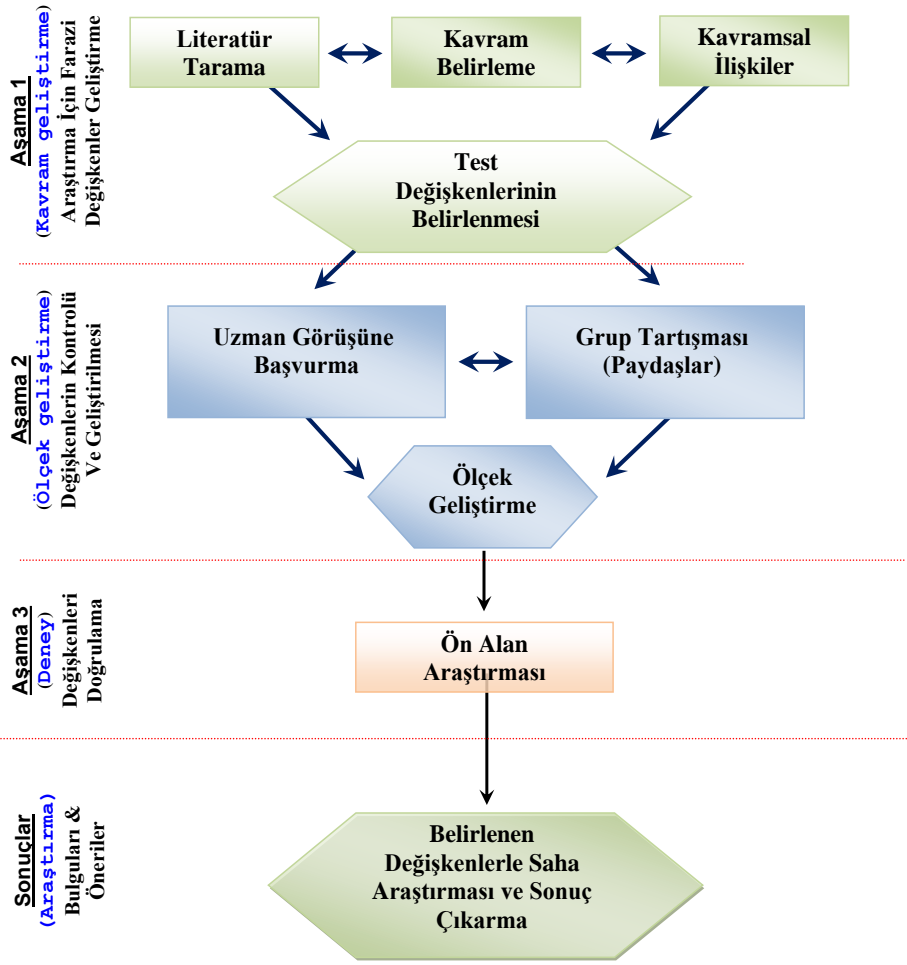 Aşama 1
(Kavram geliştirme)
Araştırma İçin Farazi
Değişkenler Geliştirme
Literatür
Tarama
Kavram
Belirleme
Kavramsal
İlişkiler
Test
Değişkenlerinin
Belirlenmesi
Aşama 2
(Ölçek geliştirme)
Değişkenlerin Kontrolü
Ve Geliştirilmesi
Uzman Görüşüne
Başvurma
Grup Tartışması
(Paydaşlar)
Ölçek
Geliştirme
Aşama 3
(Deney)
Değişkenleri
Doğrulama
Ön Alan
Araştırması
Sonuçlar
(Araştırma)
Bulguları &
Öneriler
Belirlenen
Değişkenlerle Saha
Araştırması ve Sonuç
Çıkarma